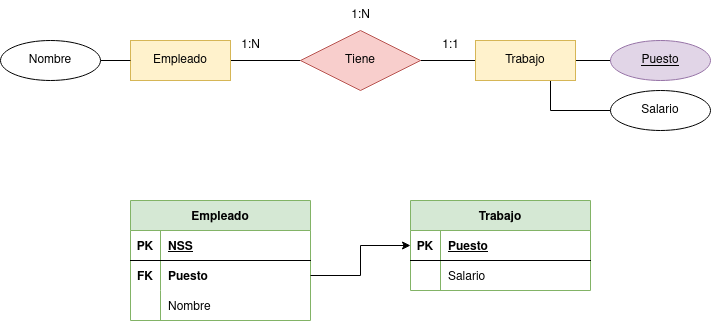 1:N
1:N
1:1
Nombre
Empleado
Tiene
Trabajo
Puesto
Salario
Empleado
PK NSS
FK Puesto
Nombre
Trabajo
PK Puesto
Salario